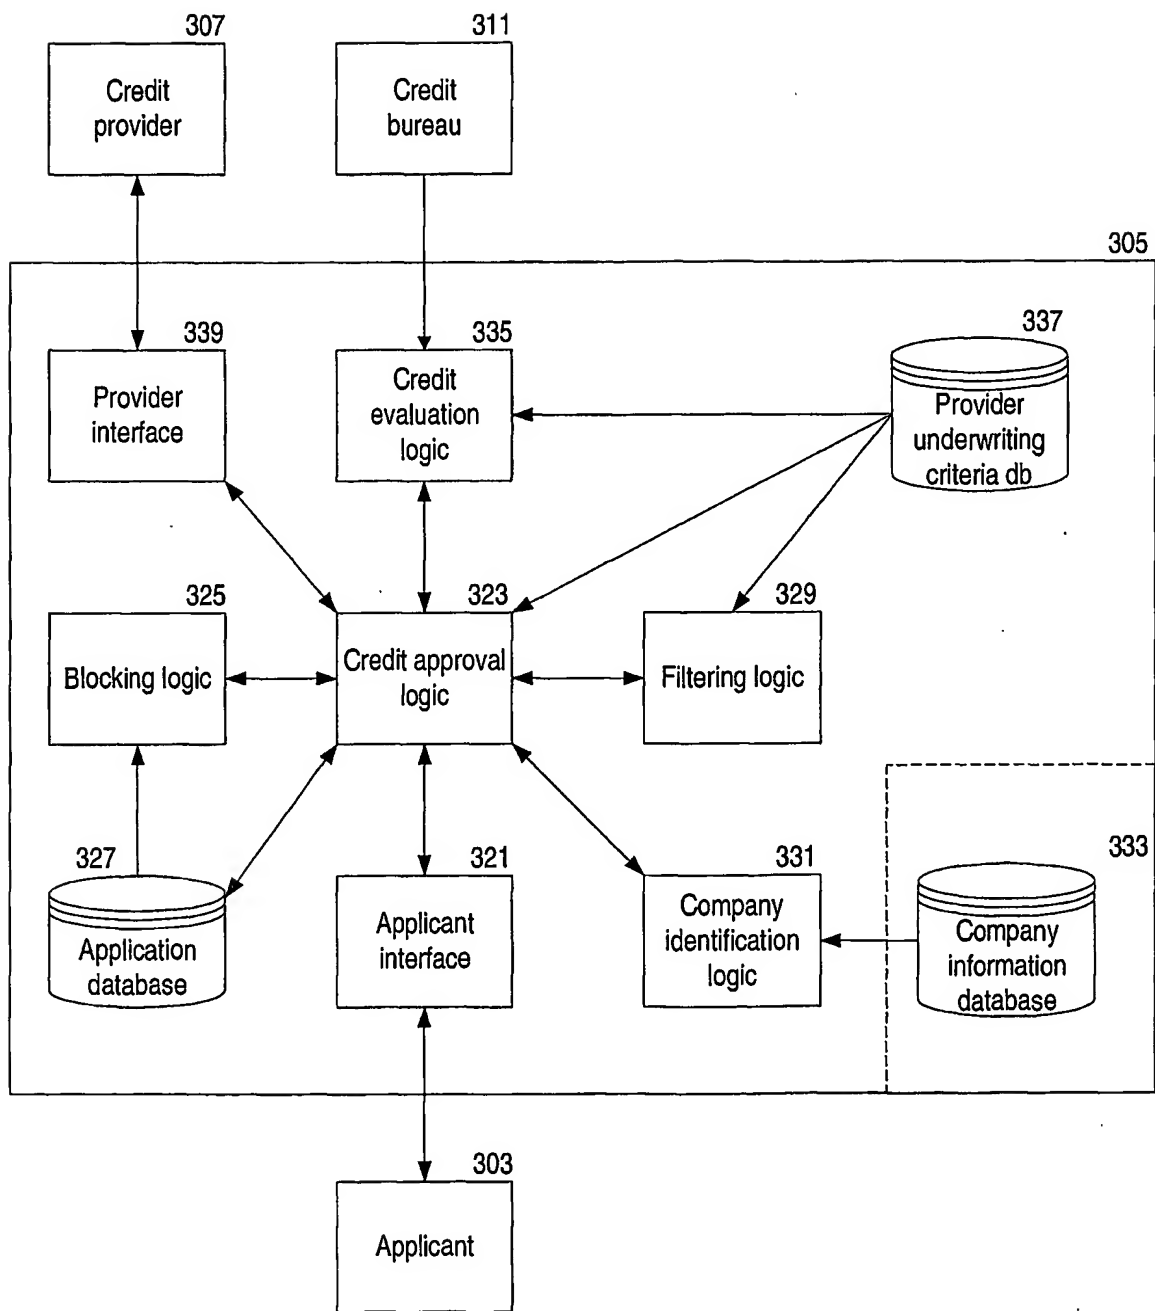 307
Credit
provider
311
Credit
bureau
305
339
Provider
interface
335
Credit
evaluation
logic
337
Provider
underwriting
criteria db
325
Blocking logic
323
Credit approval
logic
329
Filtering logic
327
Application
database
321
Applicant
interface
331
Company
identification
logic
333
Company
information
database
303
Applicant